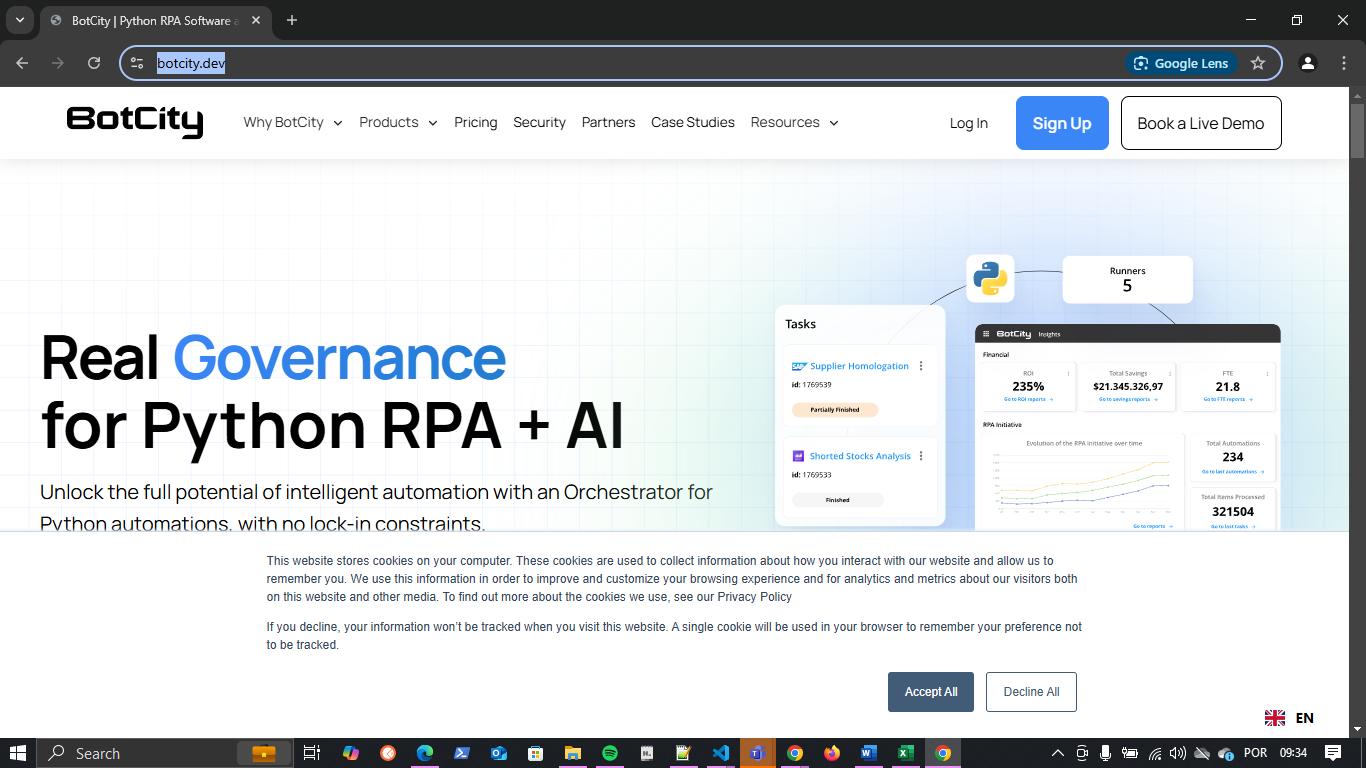 BotCity | Python RPA Software a
botcity.dev
Google Lens
BotCity
Why BotCity
Products
Pricing
Security
Partners
Case Studies
Resources
Log In
Sign Up
Book a Live Demo
Real Governance
for Python RPA + AI
Unlock the full potential of intelligent automation with an Orchestrator for
Python automations, with no lock-in constraints.
Runners
5
Tasks
SAP Supplier Homologation
id: 1769539
Partially Finished
Shorted Stocks Analysis
id: 1769533
Finished
BotCity Insights
Financial
ROI
235%
Go to ROI reports
Total Savings
$21.345.326,97
Go to savings reports
FTE
21.8
Go to FTE reports
RPA Initiative
Evolution of the RPA Initiative over time
Go to reports
Total Automations
234
Go to last automations
Total Items Processed
321504
Go to last tasks
This website stores cookies on your computer. These cookies are used to collect information about how you interact with our website and allow us to
remember you. We use this information in order to improve and customize your browsing experience and for analytics and metrics about our visitors both
on this website and other media. To find out more about the cookies we use, see our Privacy Policy
If you decline, your information won't be tracked when you visit this website. A single cookie will be used in your browser to remember your preference not
to be tracked.
Accept All
Decline All
EN
Search
POR
09:34